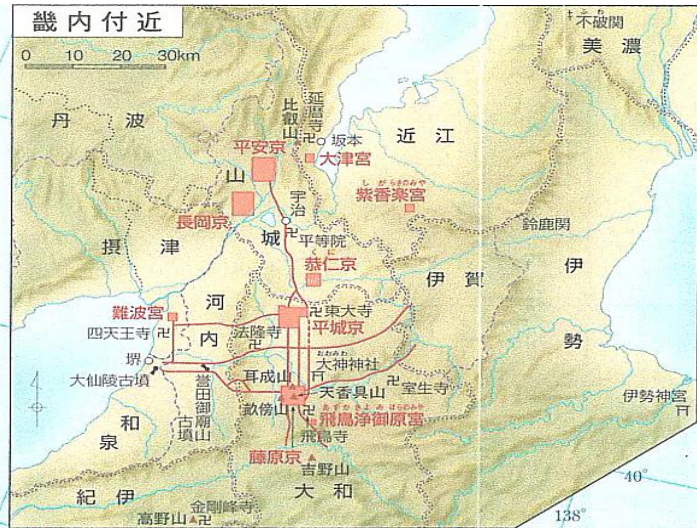 畿内付近
0 10 20 30km
不破関
美濃
丹波
比叡山
延暦寺
坂本
近江
平安京
大津宮
山城
しがらきのみや
紫香楽宮
長岡京
宇治
平等院
鈴鹿関
摂津
くに
恭仁京
伊賀
伊勢
難波宮
河内
東大寺
平城京
四天王寺
法隆寺
堺
おおみわ
大神神社
耳成山
大仙陵古墳
誉田御廟山古墳
天香具山
室生寺
畝傍山
あすかきよみはらのみや
飛鳥浄御原宮
飛鳥寺
伊勢神宮
和泉
藤原京
吉野山
大和
紀伊
金剛峰寺
高野山
40°
138°